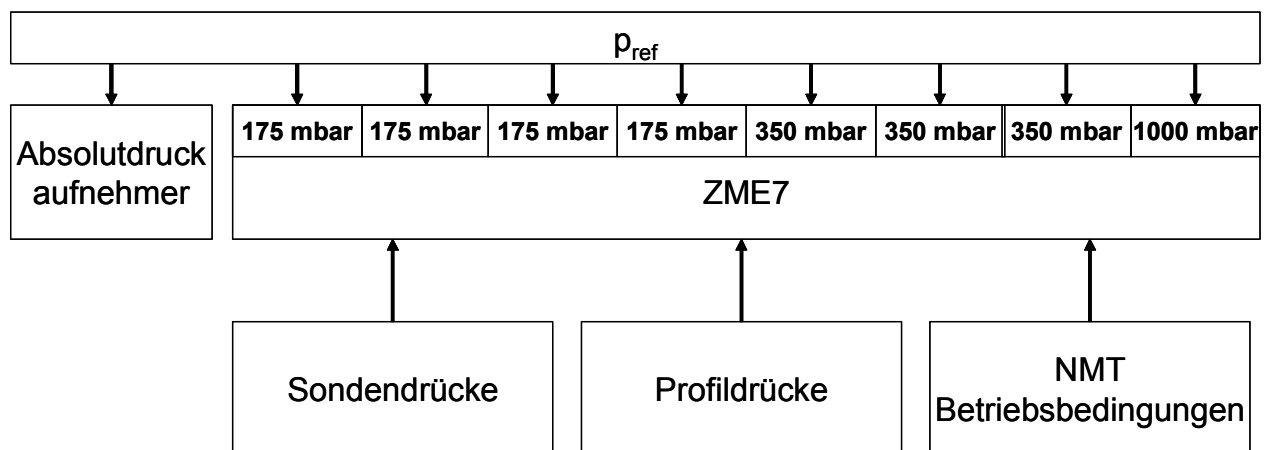 p_ref
175 mbar 175 mbar 175 mbar 175 mbar 350 mbar 350 mbar 350 mbar 1000 mbar
Absolutdruck
aufnehmer
ZME7
Sondendrücke
Profildrücke
NMT
Betriebsbedingungen